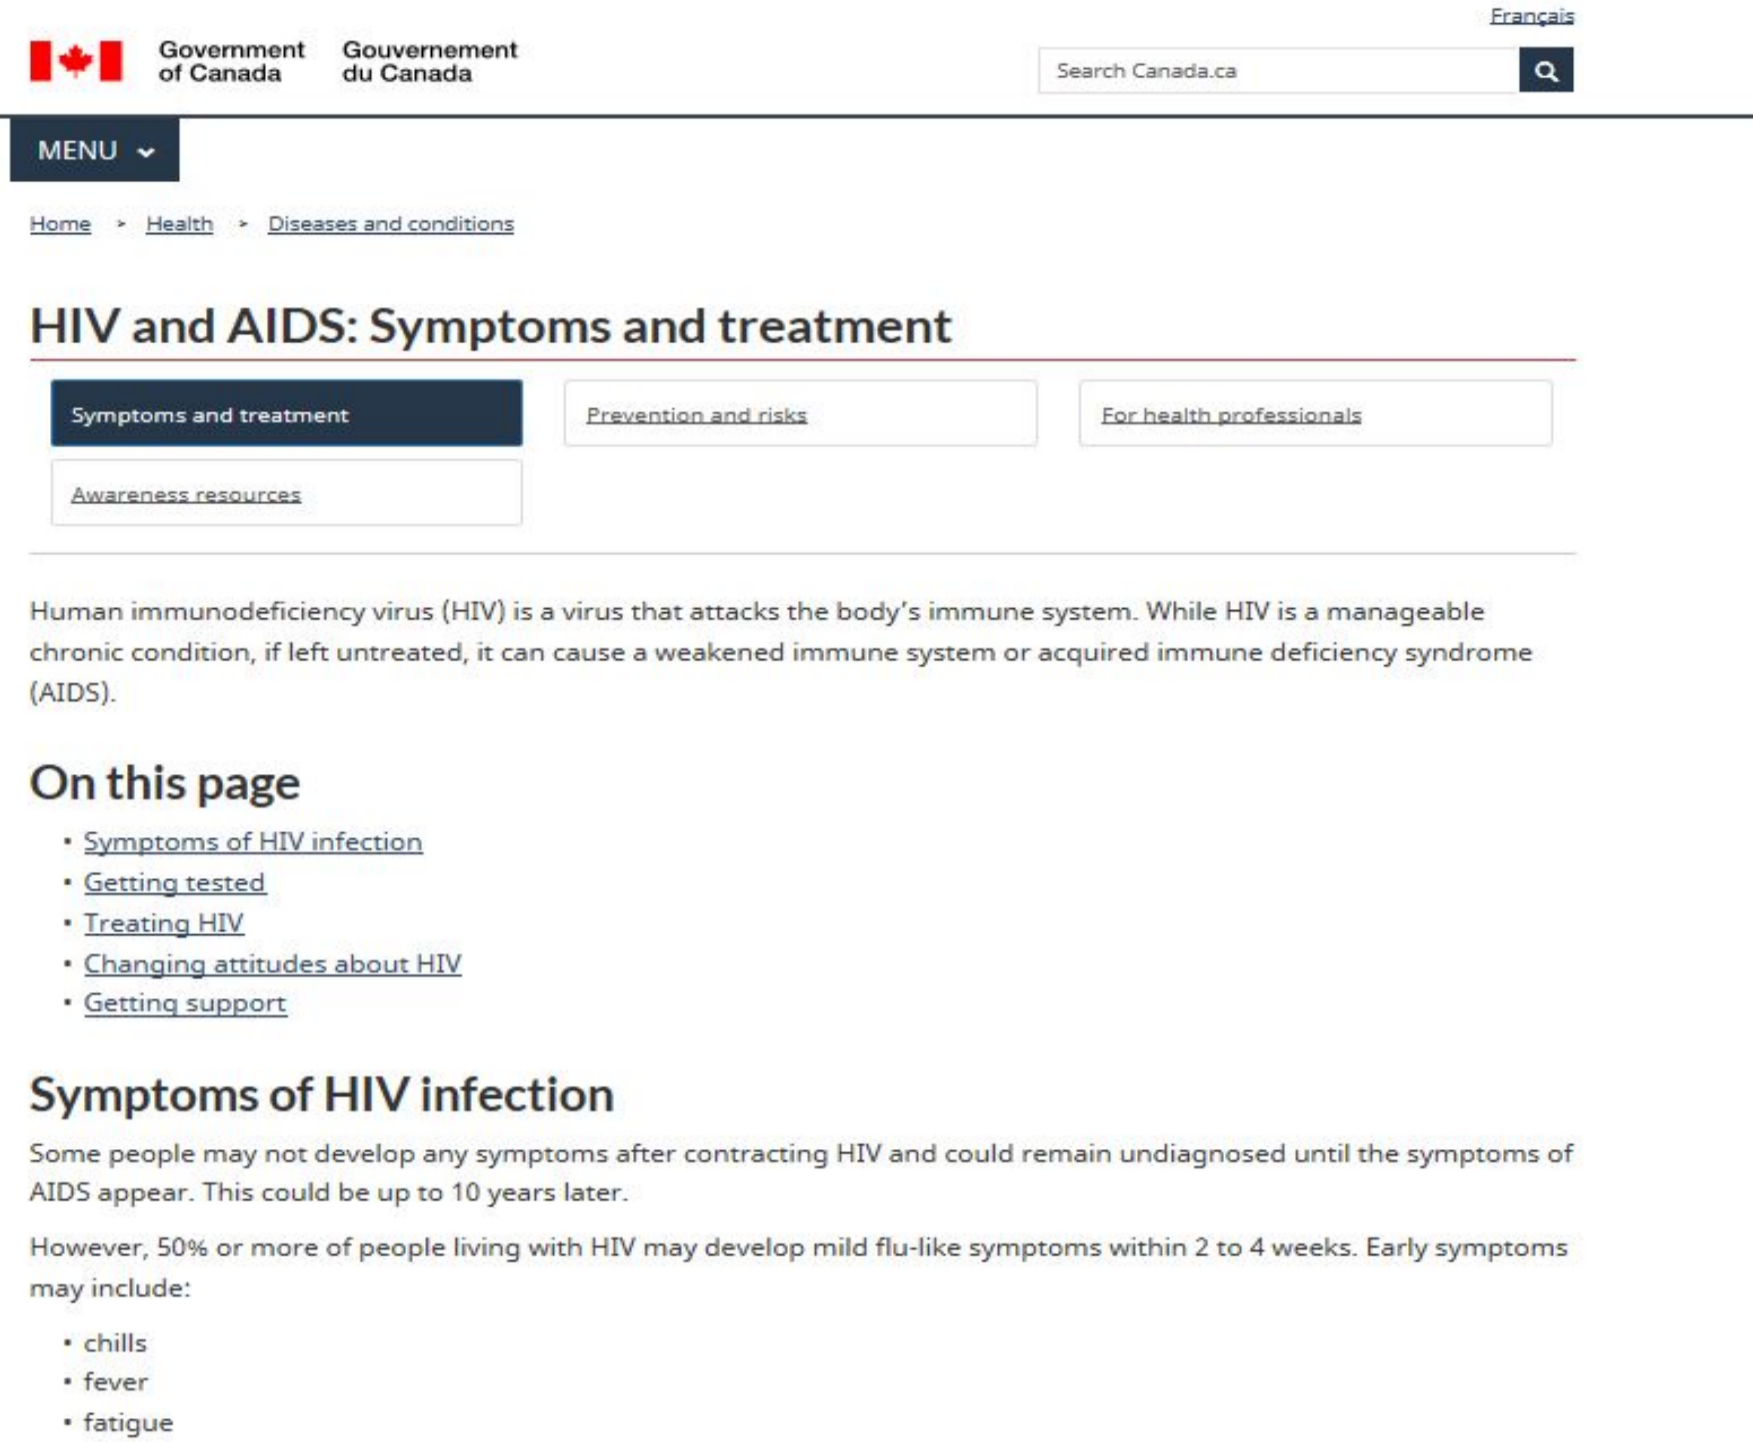 Français
Government Gouvernement
of Canada du Canada
Search Canada.ca
MENU
Home > Health > Diseases and conditions
HIV and AIDS: Symptoms and treatment
Symptoms and treatment Prevention and risks For health professionals
Awareness resources
Human immunodeficiency virus (HIV) is a virus that attacks the body's immune system. While HIV is a manageable
chronic condition, if left untreated, it can cause a weakened immune system or acquired immune deficiency syndrome
(AIDS).
On this page
• Symptoms of HIV infection
• Getting tested
• Treating HIV
• Changing attitudes about HIV
• Getting support
Symptoms of HIV infection
Some people may not develop any symptoms after contracting HIV and could remain undiagnosed until the symptoms of
AIDS appear. This could be up to 10 years later.
However, 50% or more of people living with HIV may develop mild flu-like symptoms within 2 to 4 weeks. Early symptoms
may include:
• chills
• fever
• fatigue